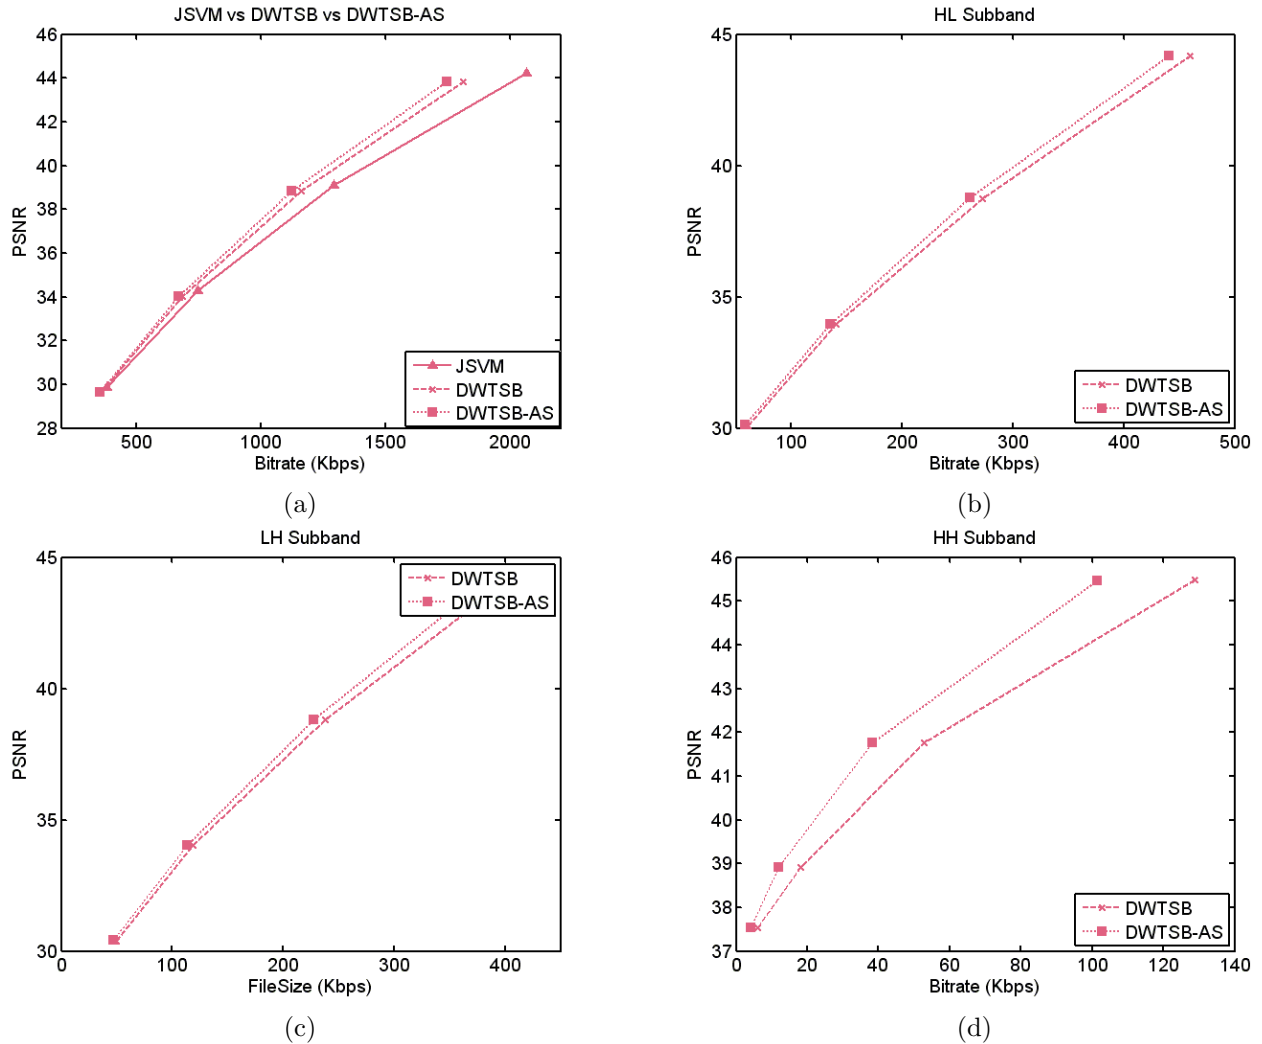 JSVM vs DWTSB vs DWTSB-AS
46
44
42
40
38
36
34
32
30
28
PSNR
500 1000 1500 2000
Bitrate (Kbps)
JSVM
DWTSB
DWTSB-AS
(a)
HL Subband
45
40
35
30
PSNR
100 200 300 400 500
Bitrate (Kbps)
DWTSB
DWTSB-AS
(b)
LH Subband
45
40
35
30
PSNR
0 100 200 300 400
FileSize (Kbps)
DWTSB
DWTSB-AS
(c)
HH Subband
46
45
44
43
42
41
40
39
38
37
PSNR
0 20 40 60 80 100 120 140
Bitrate (Kbps)
DWTSB
DWTSB-AS
(d)